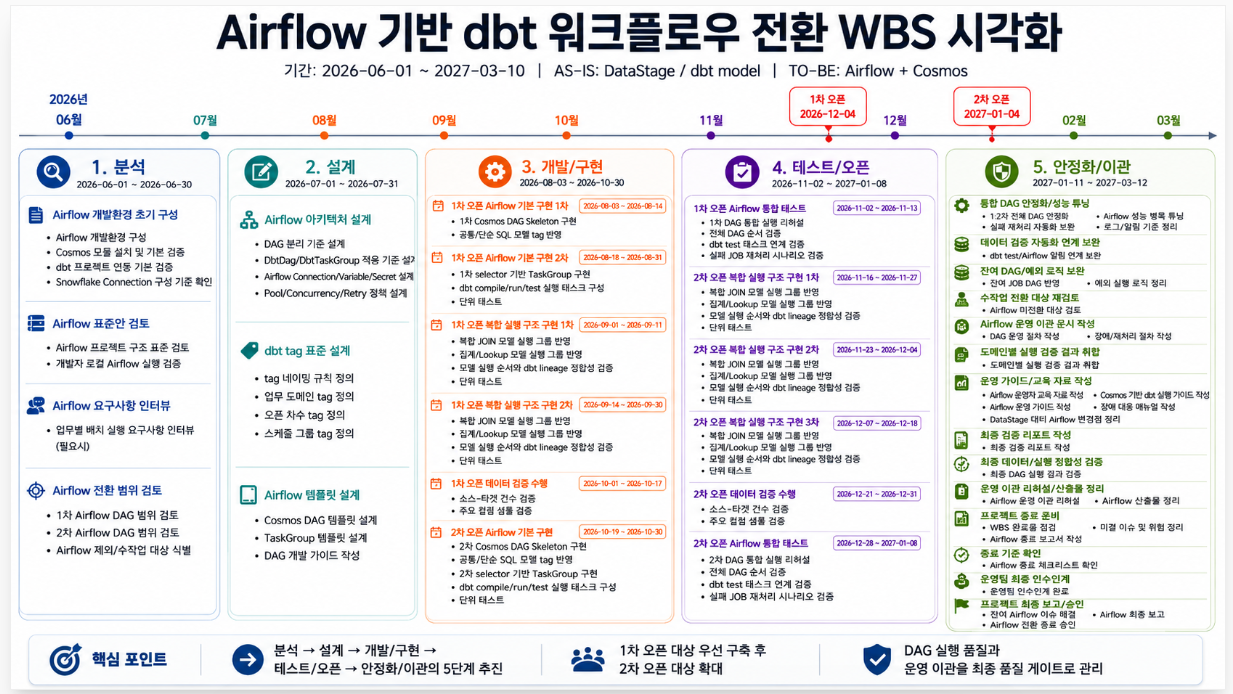 Airflow 기반 dbt 워크플로우 전환 WBS 시각화
기간: 2026-06-01 ~ 2027-03-10 | AS-IS: DataStage / dbt model | TO-BE: Airflow + Cosmos
2026년
06월
07월
08월
09월
10월
11월
1차 오픈
2026-12-04
12월
2차 오픈
2027-01-04
02월
03월
1. 분석
2026-06-01 ~ 2026-06-30
Airflow 개발환경 초기 구성
• Airflow 개발환경 구성
• Cosmos 모듈 설치 및 기본 검증
• dbt 프로젝트 연동 기본 검증
• Snowflake Connection 구성 기준 확인
Airflow 표준안 검토
• Airflow 프로젝트 구조 표준 검토
• 개발자 로컬 Airflow 실행 검증
Airflow 요구사항 인터뷰
• 업무별 배치 실행 요구사항 인터뷰
(필요시)
Airflow 전환 범위 검토
• 1차 Airflow DAG 범위 검토
• 2차 Airflow DAG 범위 검토
• Airflow 제외/수작업 대상 식별
2. 설계
2026-07-01 ~ 2026-07-31
Airflow 아키텍처 설계
• DAG 분리 기준 설계
• DbtDag/DbtTaskGroup 적용 기준 설계
• Airflow Connection/Variable/Secret 설계
• Pool/Concurrency/Retry 정책 설계
dbt tag 표준 설계
• tag 네이밍 규칙 정의
• 업무 도메인 tag 정의
• 오픈 차수 tag 정의
• 스케줄 그룹 tag 정의
Airflow 템플릿 설계
• Cosmos DAG 템플릿 설계
• TaskGroup 템플릿 설계
• DAG 개발 가이드 작성
3. 개발/구현
2026-08-03 ~ 2026-10-30
1차 오픈 Airflow 기본 구현 1차 2026-08-03 ~ 2026-08-14
• 1차 Cosmos DAG Skeleton 구현
• 공통/단순 SQL 모델 tag 반영
1차 오픈 Airflow 기본 구현 2차 2026-08-18 ~ 2026-08-31
• 1차 selector 기반 TaskGroup 구현
• dbt compile/run/test 실행 태스크 구성
• 단위 태스트
1차 오픈 복합 실행 구조 구현 1차 2026-09-01 ~ 2026-09-11
• 복합 JOIN 모델 실행 그룹 반영
• 집계/Lookup 모델 실행 그룹 반영
• 모델 실행 순서와 dbt lineage 정합성 검증
• 단위 태스트
1차 오픈 복합 실행 구조 구현 2차 2026-09-14 ~ 2026-09-30
• 복합 JOIN 모델 실행 그룹 반영
• 집계/Lookup 모델 실행 그룹 반영
• 모델 실행 순서와 dbt lineage 정합성 검증
• 단위 태스트
1차 오픈 데이터 검증 수행 2026-10-01 ~ 2026-10-17
• 소스-타겟 건수 검증
• 주요 컬럼 샘플 검증
2차 오픈 Airflow 기본 구현 2026-10-19 ~ 2026-10-30
• 2차 Cosmos DAG Skeleton 구현
• 공통/단순 SQL 모델 tag 반영
• 2차 selector 기반 TaskGroup 구현
• dbt compile/run/test 실행 태스크 구성
• 단위 테스트
4. 테스트/오픈
2026-11-02 ~ 2027-01-08
1차 오픈 Airflow 통합 테스트 2026-11-02 ~ 2026-11-13
• 1차 DAG 통합 실행 리허설
• 전체 DAG 순서 검증
• dbt test 태스크 연계 검증
• 실패 JOB 재처리 시나리오 검증
2차 오픈 복합 실행 구조 구현 1차 2026-11-16 ~ 2026-11-27
• 복합 JOIN 모델 실행 그룹 반영
• 집계/Lookup 모델 실행 그룹 반영
• 모델 실행 순서와 dbt lineage 정합성 검증
• 단위 테스트
2차 오픈 복합 실행 구조 구현 2차 2026-11-23 ~ 2026-12-04
• 복합 JOIN 모델 실행 그룹 반영
• 집계/Lookup 모델 실행 그룹 반영
• 모델 실행 순서와 dbt lineage 정합성 검증
• 단위 태스트
2차 오픈 복합 실행 구조 구현 3차 2026-12-07 ~ 2026-12-18
• 복합 JOIN 모델 실행 그룹 반영
• 집계/Lookup 모델 실행 그룹 반영
• 모델 실행 순서와 dbt lineage 정합성 검증
• 단위 테스트
2차 오픈 데이터 검증 수행 2026-12-21 ~ 2026-12-31
• 소스-타겟 건수 검증
• 주요 컬럼 샘플 검증
2차 오픈 Airflow 통합 테스트 2026-12-28 ~ 2027-01-08
• 2차 DAG 통합 실행 리허설
• 전체 DAG 순서 검증
• dbt test 태스크 연계 검증
• 실패 JOB 재처리 시나리오 검증
5. 안정화/이관
2027-01-11 ~ 2027-03-12
통합 DAG 안정화/성능 튜닝
• 1·2차 전체 DAG 안정화 • Airflow 성능 병목 튜닝
• 실패 재처리 자동화 보완 • 로그/알림 기준 정리
데이터 검증 자동화 연계 보완
• dbt test/Airflow 알림 연계 보완
잔여 DAG/예외 로직 보완
• 잔여 JOB DAG 반영 • 예외 실행 로직 정리
수작업 전환 대상 재검토
• Airflow 미전환 대상 검토
Airflow 운영 이관 문서 작성
• DAG 운영 절차 작성 • 장애/재처리 절차 작성
도메인별 실행 검증 결과 취합
• 도메인별 실행 검증 결과 취합
운영 가이드/교육 자료 작성
• Airflow 운영자 교육 자료 작성 • Cosmos 기반 dbt 실행 가이드 작성
• Airflow 운영 가이드 작성 • 장애 대응 매뉴얼 작성
• DataStage 대티 Airflow 변경점 정리
최종 검증 리포트 작성
• 최종 검증 리포트 작성
최종 데이터/실행 정합성 검증
• 최종 DAG 실행 결과 검증
운영 이관 리허설/산출물 정리
• Airflow 운영 이관 리허설 • Airflow 산출물 정리
프로젝트 종료 준비
• WBS 완료율 점검 • 미결 이슈 및 위험 정리
• Airflow 종료 보고서 작성
종료 기준 확인
• Airflow 종료 체크리스트 확인
운영팀 최종 인수인계
• 운영팀 인수인계 완료
프로젝트 최종 보고/승인
• 잔여 Airflow 이슈 해결 • Airflow 최종 보고
• Airflow 전환 종료 승인
핵심 포인트
분석 → 설계 → 개발/구현 →
테스트/오픈 → 안정화/이관의 5단계 추진
1차 오픈 대상 우선 구축 후
2차 오픈 대상 확대
DAG 실행 품질과
운영 이관을 최종 품질 게이트로 관리